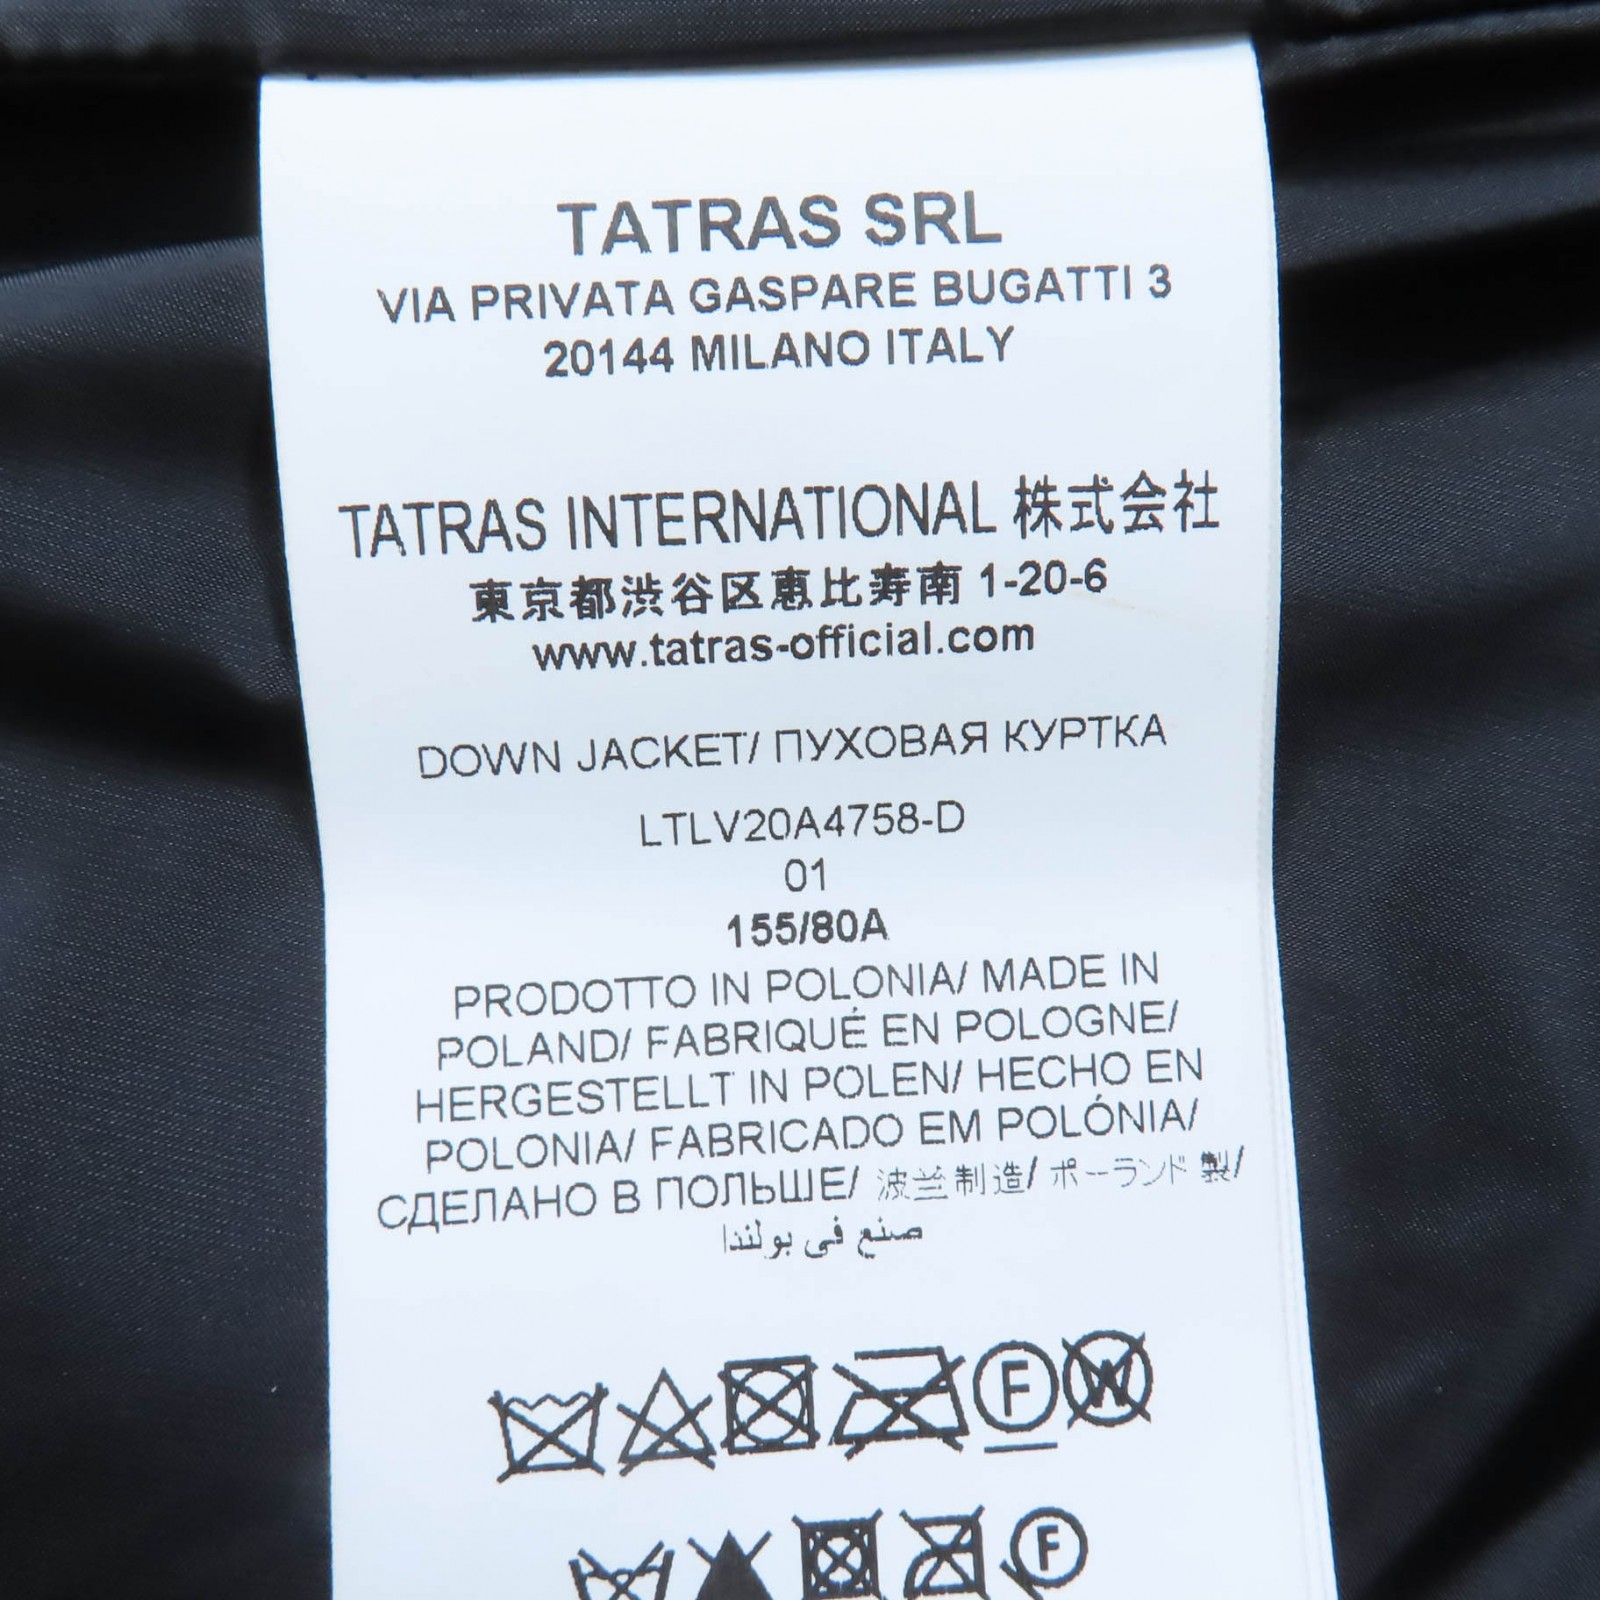 TATRAS SRL
VIA PRIVATA GASPARE BUGATTI 3
20144 MILANO ITALY
TATRAS INTERNATIONAL 株式会社
東京都渋谷区恵比寿南 1-20-6
www.tatras-official.com
DOWN JACKET/ ПУХОВАЯ КУРТКА
LTLV20A4758-D
01
155/80A
PRODOTTO IN POLONIA/ MADE IN
POLAND/ FABRIQUÉ EN POLOGNE/
HERGESTELLT IN POLEN/ HECHO EN
POLONIA/ FABRICADO EM POLÓNIA/
СДЕЛАНО В ПОЛЬШЕ/ 波兰制造/ ポーランド 製/
صنع في بولندا
F W
F